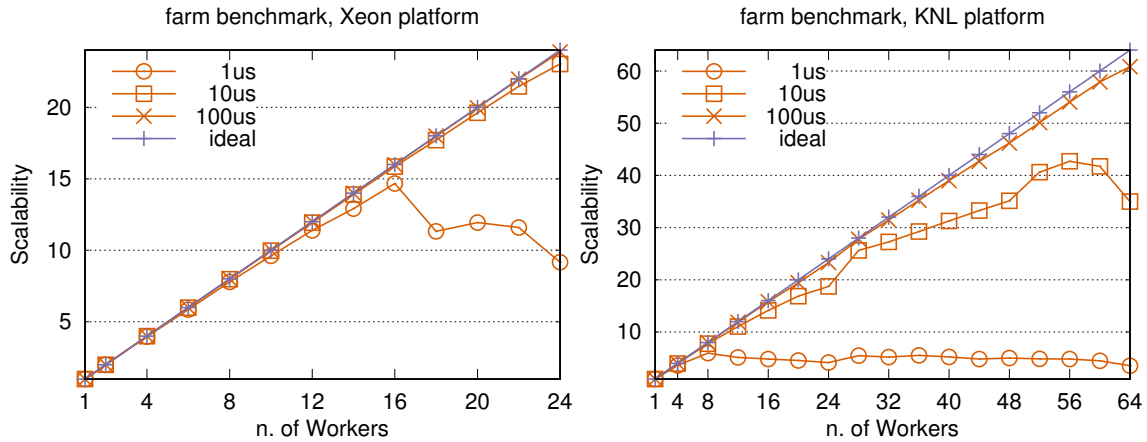 farm benchmark, Xeon platform
1us
10us
100us
ideal
Scalability
20
15
10
5
1 4 8 12 16 20 24
n. of Workers
farm benchmark, KNL platform
1us
10us
100us
ideal
Scalability
60
50
40
30
20
10
1 4 8 16 24 32 40 48 56 64
n. of Workers